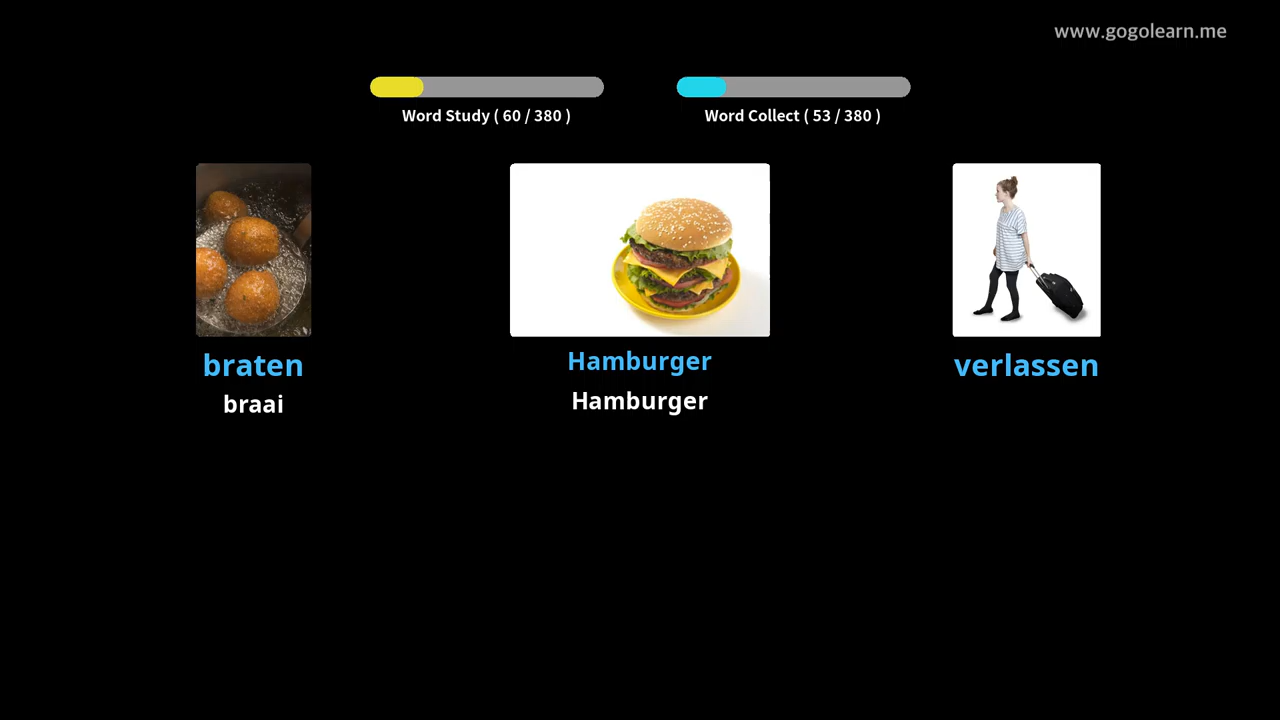 www.gogolearn.me
Word Study ( 60 / 380 )
Word Collect ( 53 / 380 )
braten
Hamburger
verlassen
braai
Hamburger